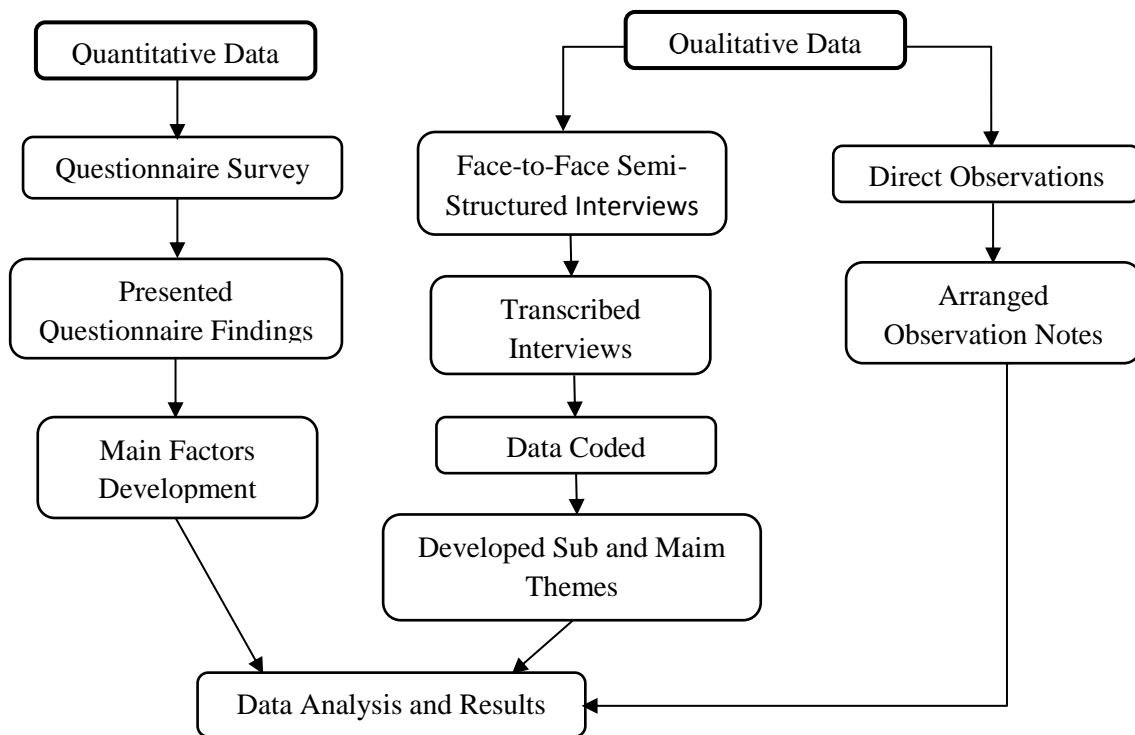 Quantitative Data
Qualitative Data
Questionnaire Survey
Face-to-Face Semi-
Structured Interviews
Direct Observations
Presented
Questionnaire Findings
Transcribed
Interviews
Arranged
Observation Notes
Main Factors
Development
Data Coded
Developed Sub and Maim
Themes
Data Analysis and Results